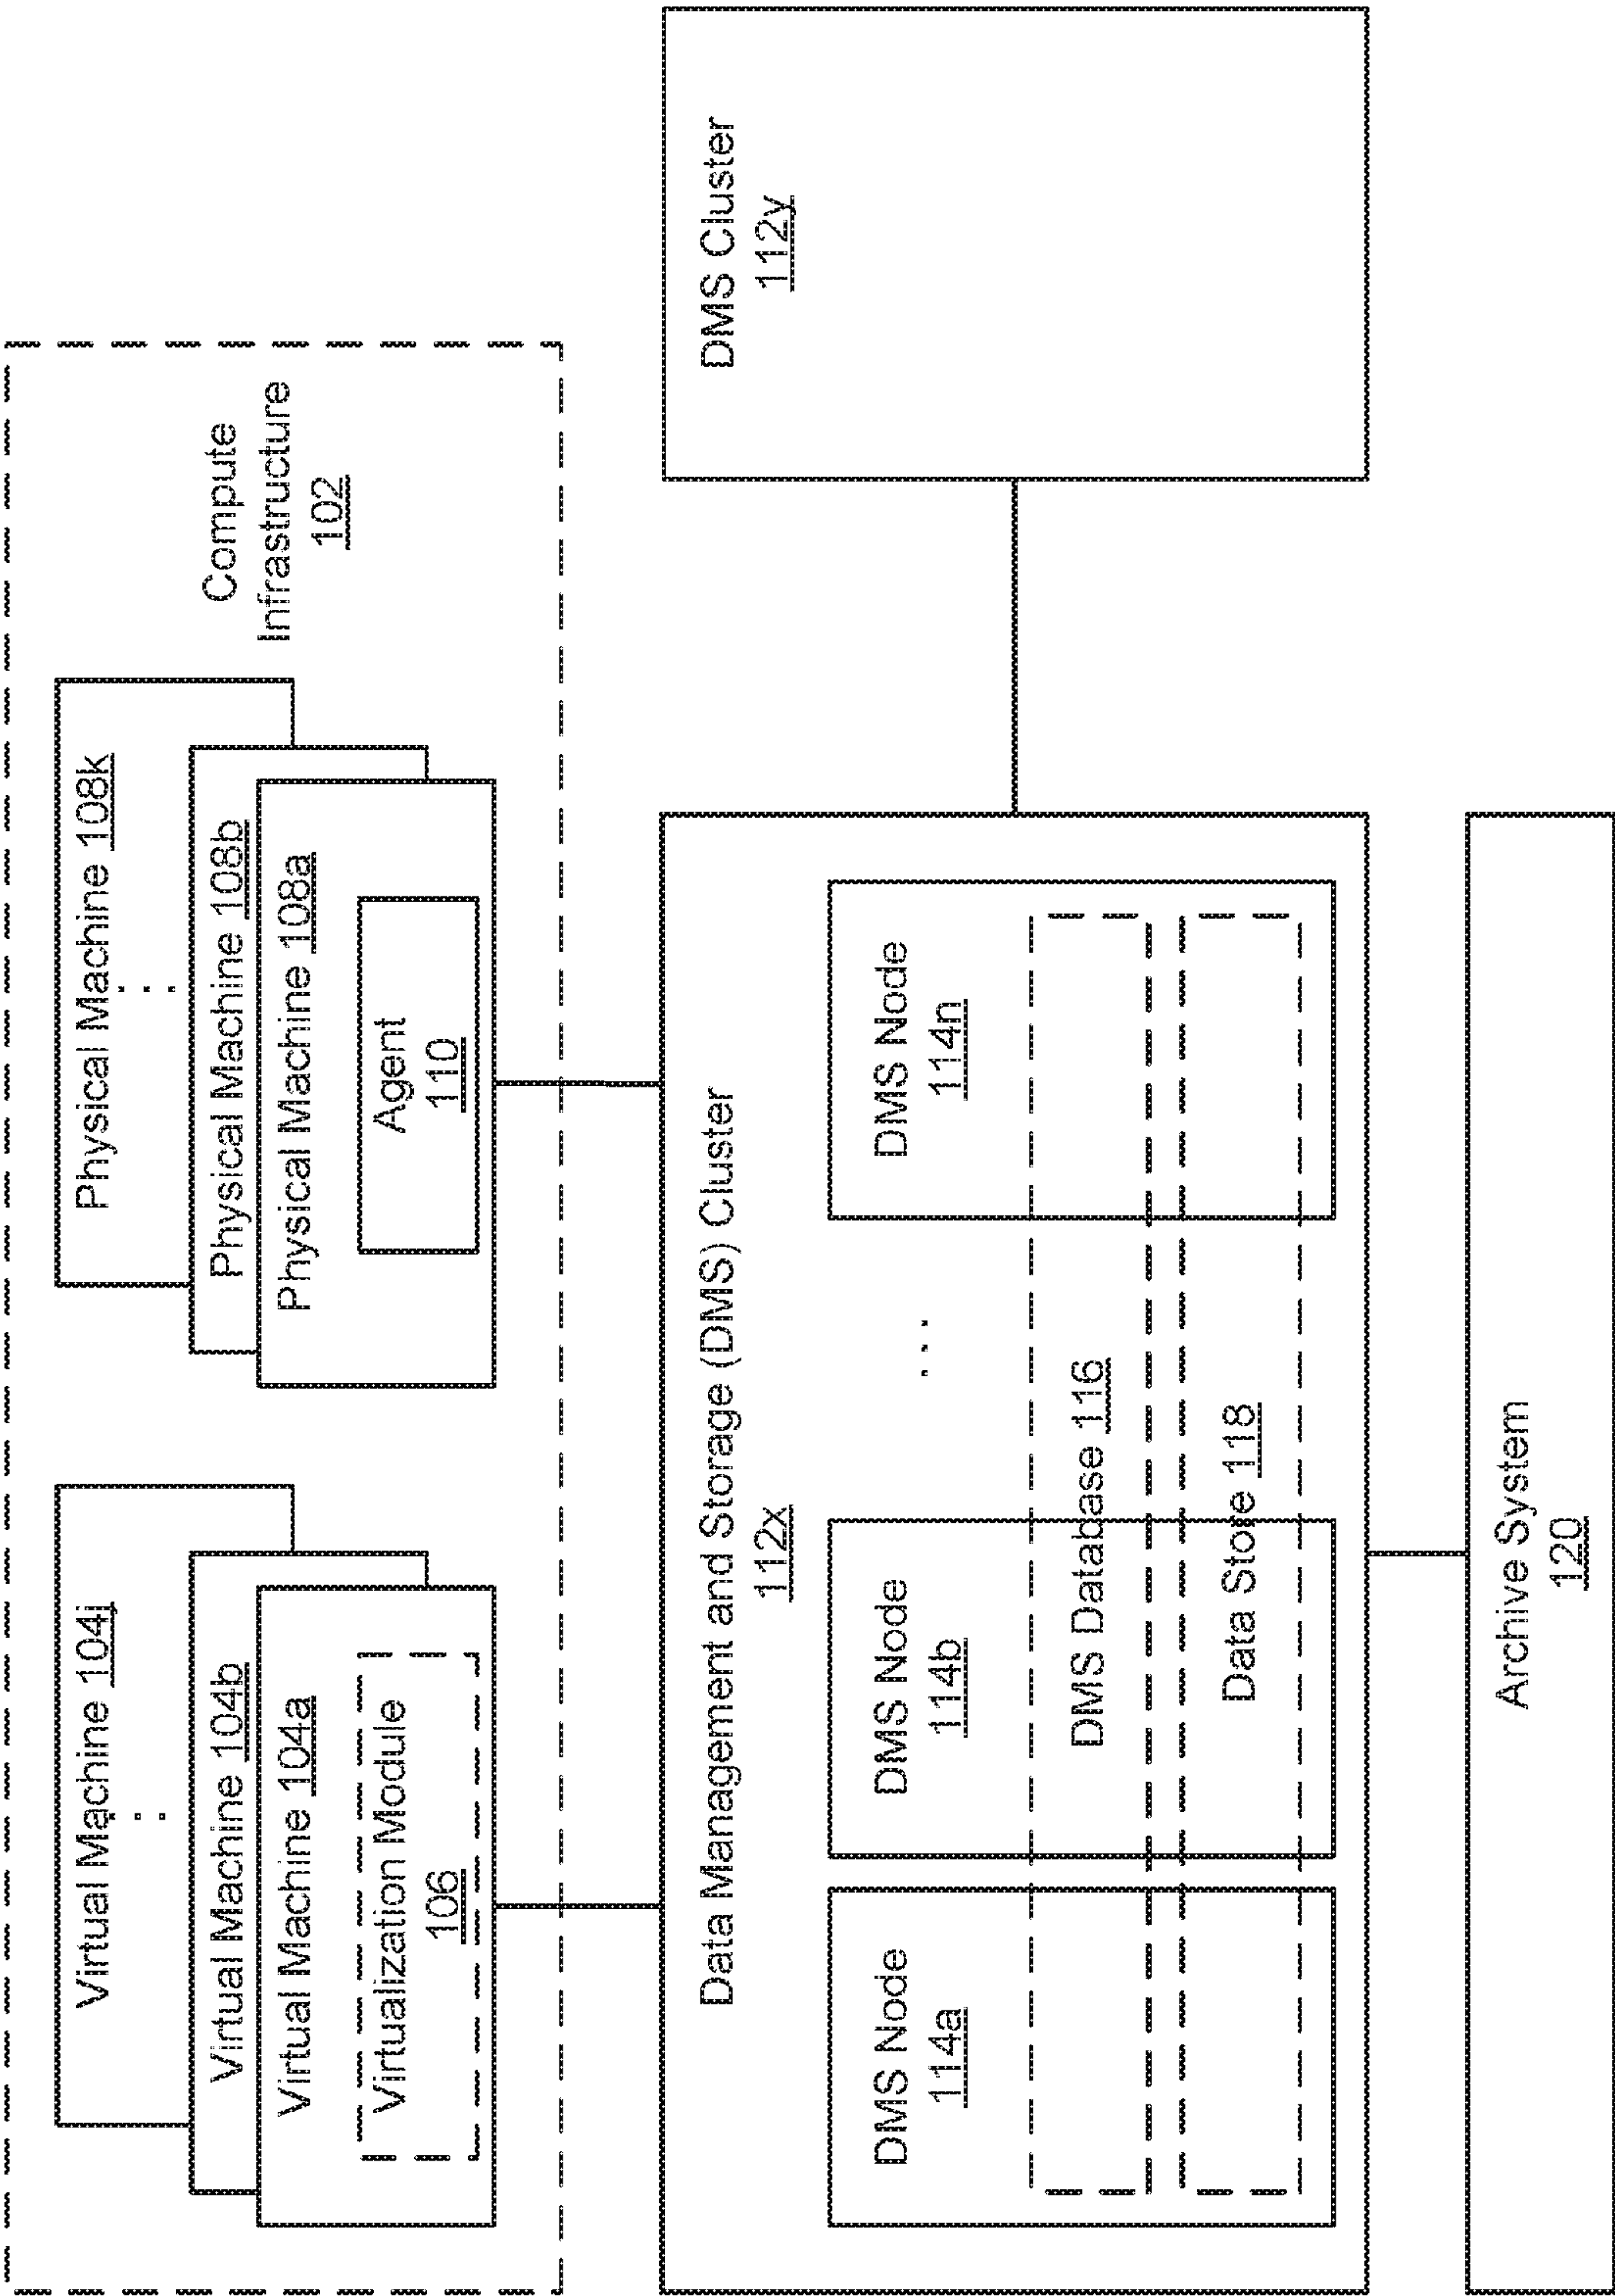 Virtual Machine 104j
⋮
Virtual Machine 104b
Virtual Machine 104a
Virtualization Module
106
Physical Machine 108k
⋮
Physical Machine 108b
Physical Machine 108a
Agent
110
Compute
Infrastructure
102
Data Management and Storage (DMS) Cluster
112x
DMS Node
114a
DMS Node
114b
...
DMS Node
114n
DMS Database 116
Data Store 118
DMS Cluster
112y
Archive System
120